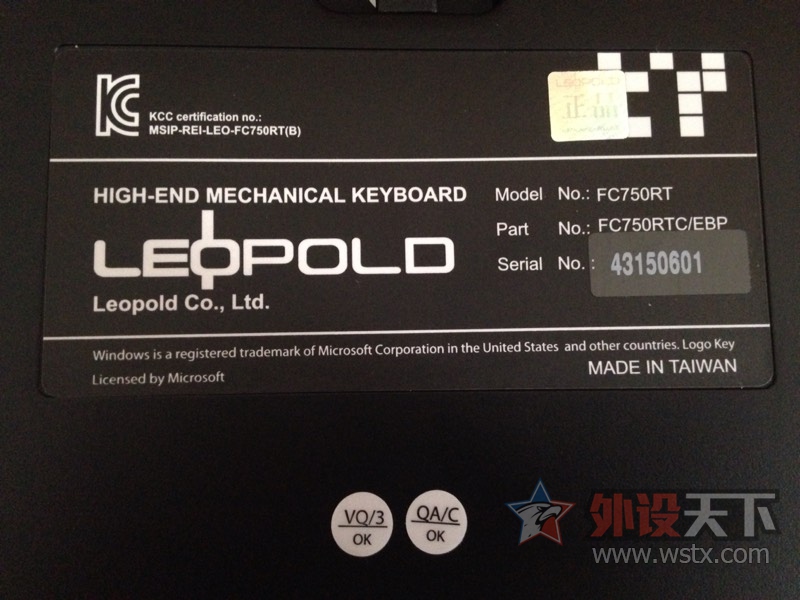 KCC certification no.:
MSIP-REI-LEO-FC750RT(B)
LEOPOLD
正品
HIGH-END MECHANICAL KEYBOARD
LEOPOLD
Leopold Co., Ltd.
Model No.: FC750RT
Part No.: FC750RTC/EBP
Serial No.: 43150601
Windows is a registered trademark of Microsoft Corporation in the United States and other countries. Logo Key
Licensed by Microsoft
MADE IN TAIWAN
VQ/3
OK
QA/C
OK
外设天下
www.wstx.com